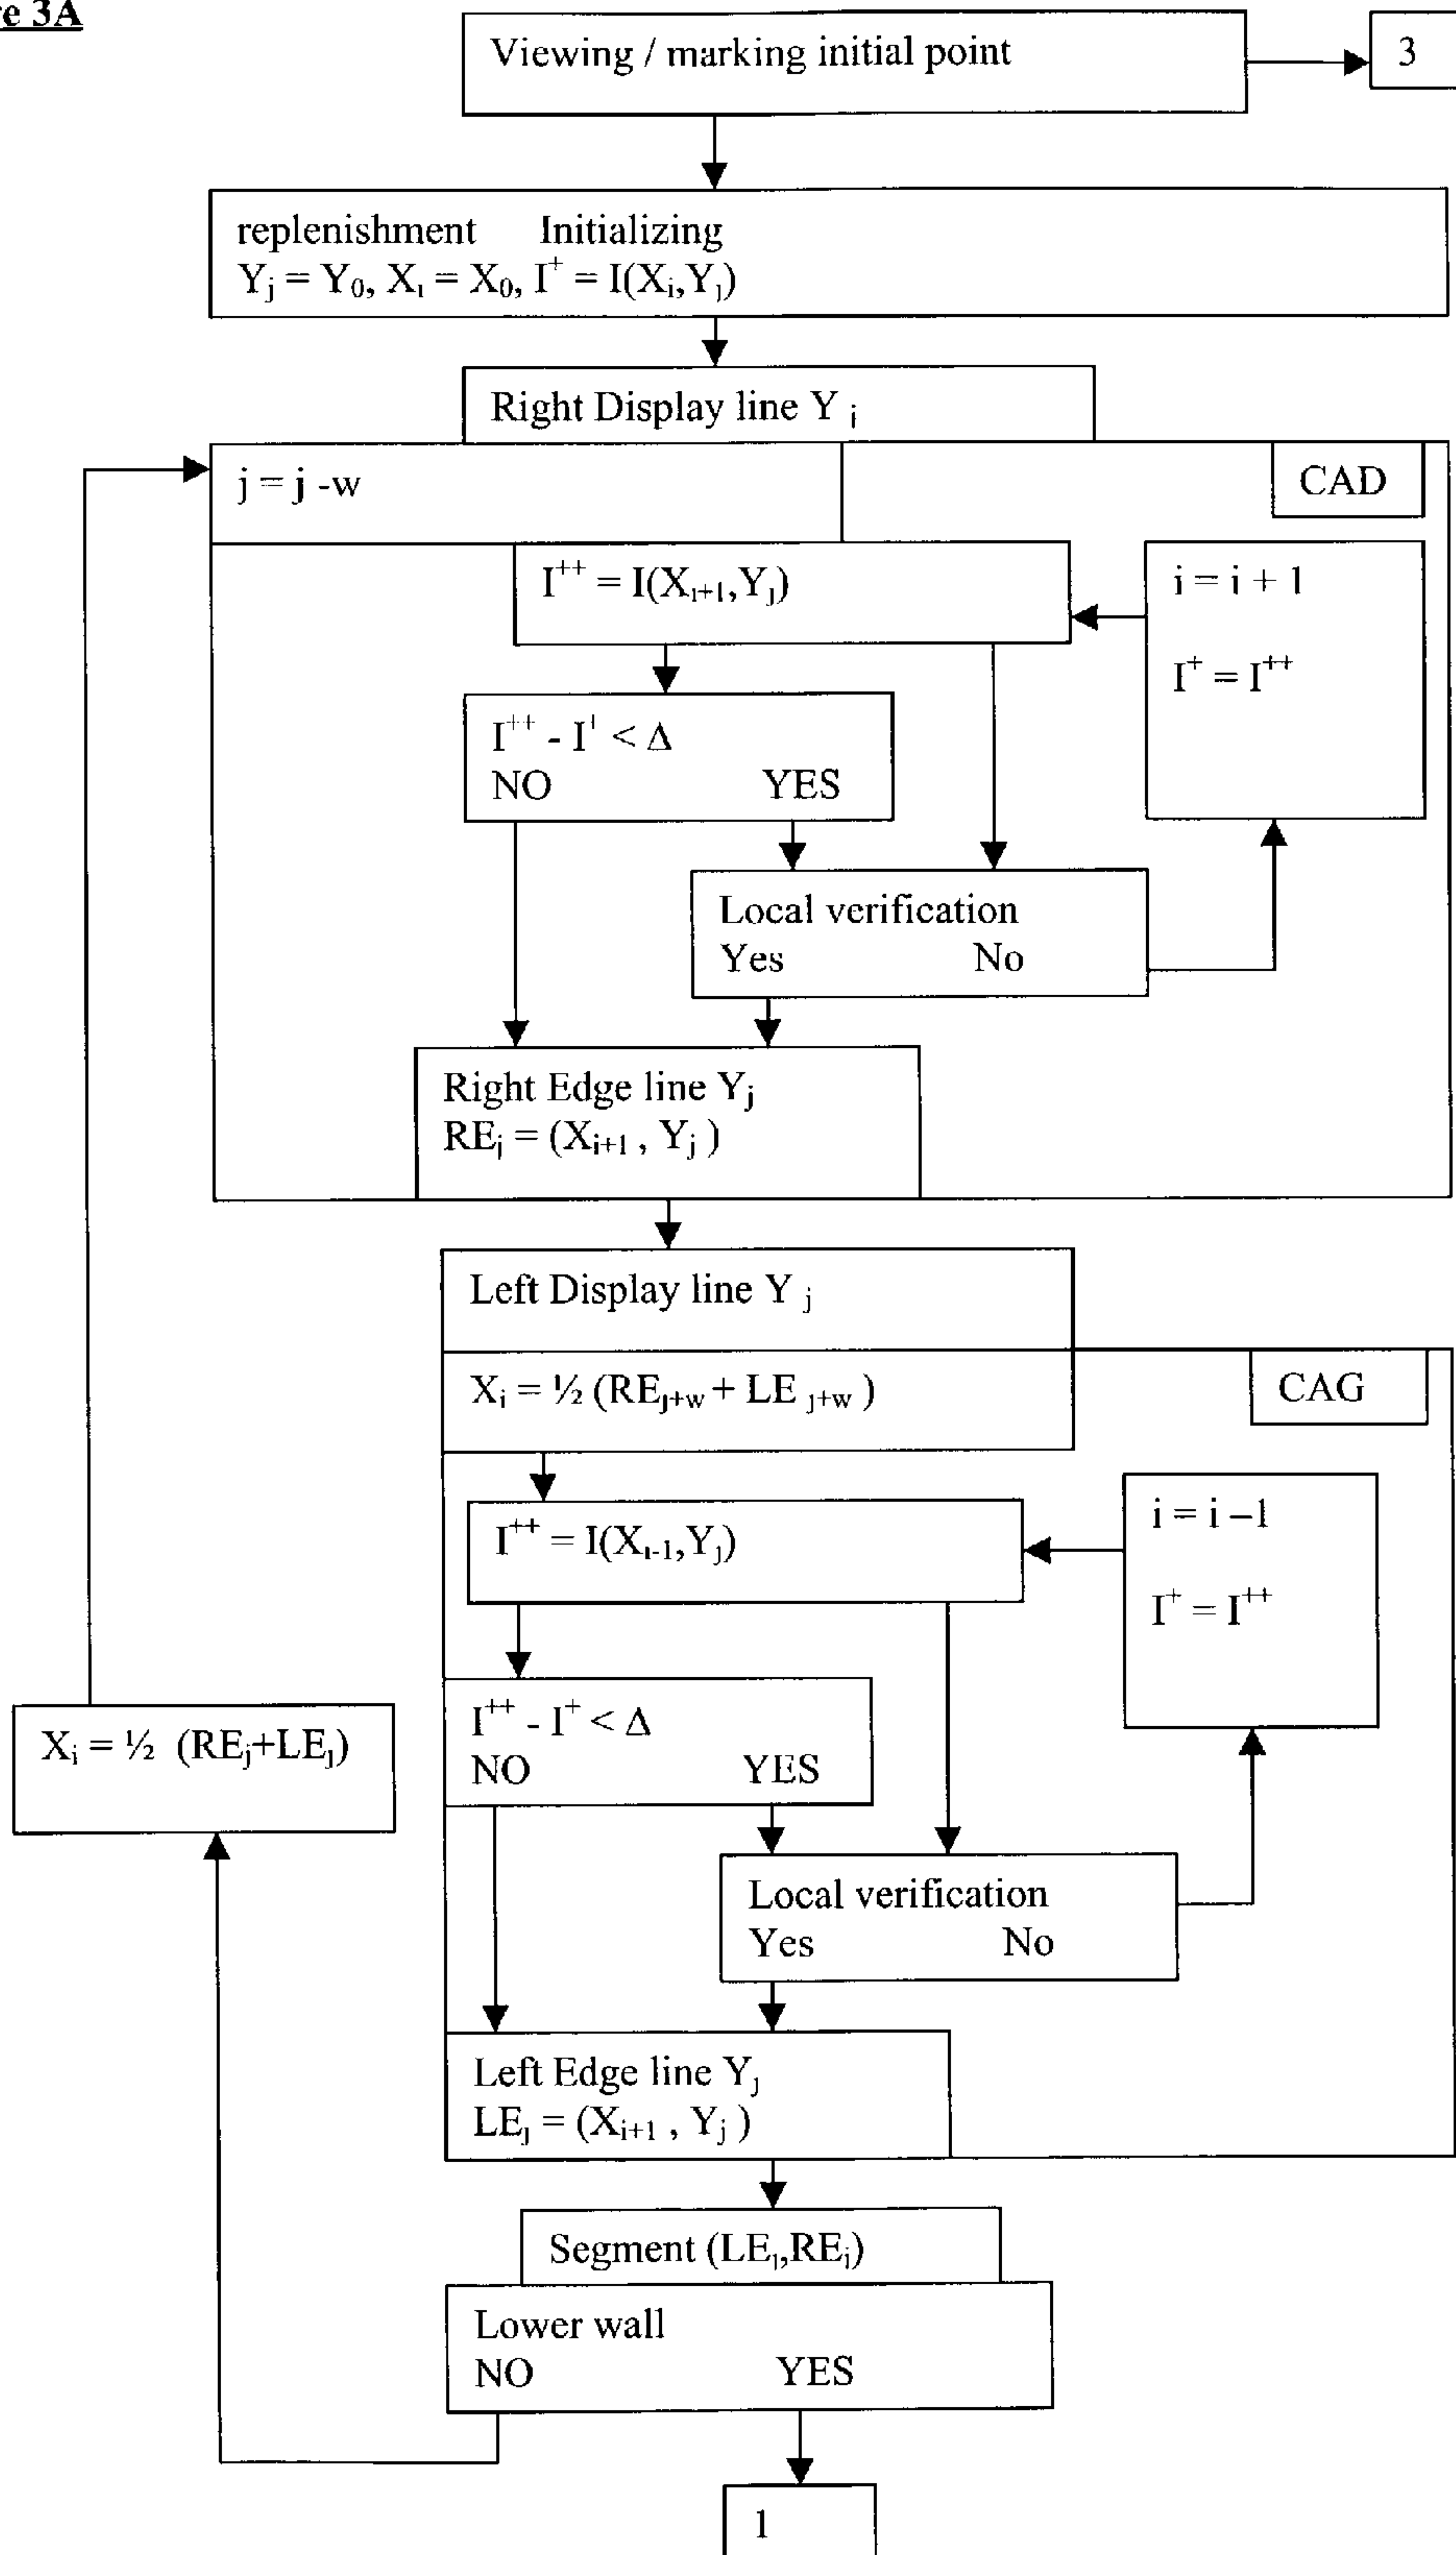 e 3A
Viewing / marking initial point
3
replenishment Initializing
Yj = Y0, Xi = X0, I+ = I(Xi,Yj)
Right Display line Y j
j = j -w
CAD
I++ = I(Xi+1,Yj)
i = i + 1
I+ = I++
I++ - I+ < Δ
NO YES
Local verification
Yes No
Right Edge line Yj
REj = (Xi+1 , Yj )
Left Display line Y j
Xi = ½ (REj+w + LE j+w )
CAG
I++ = I(Xi-1,Yj)
i = i –1
I+ = I++
I++ - I+ < Δ
NO YES
Xi = ½ (REj+LEj)
Local verification
Yes No
Left Edge line Yj
LEj = (Xi+1 , Yj )
Segment (LEj,REj)
Lower wall
NO YES
1